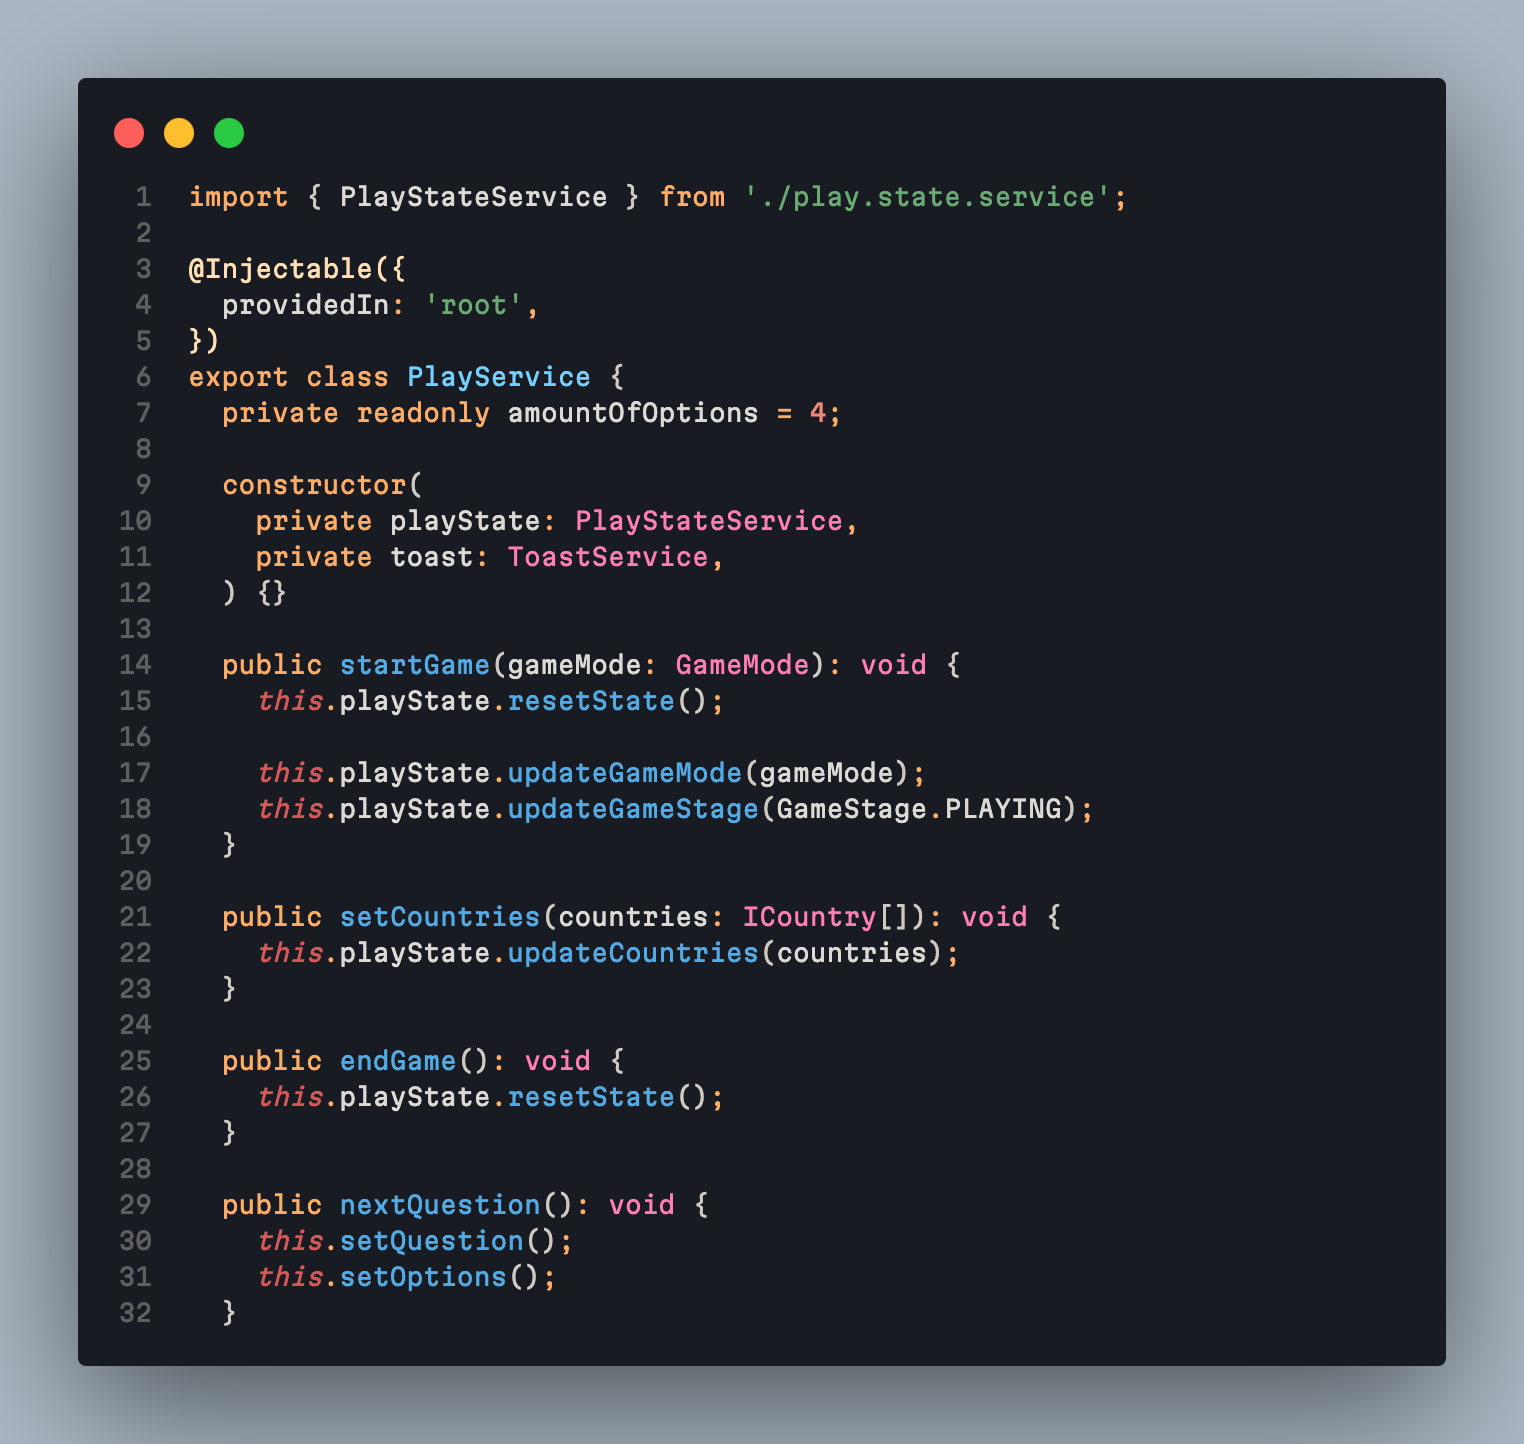 1 import { PlayStateService } from './play.state.service';
2
3 @Injectable({
4   providedIn: 'root',
5 })
6 export class PlayService {
7   private readonly amountOfOptions = 4;
8
9   constructor(
10     private playState: PlayStateService,
11     private toast: ToastService,
12   ) {}
13
14   public startGame(gameMode: GameMode): void {
15     this.playState.resetState();
16
17     this.playState.updateGameMode(gameMode);
18     this.playState.updateGameStage(GameStage.PLAYING);
19   }
20
21   public setCountries(countries: ICountry[]): void {
22     this.playState.updateCountries(countries);
23   }
24
25   public endGame(): void {
26     this.playState.resetState();
27   }
28
29   public nextQuestion(): void {
30     this.setQuestion();
31     this.setOptions();
32   }